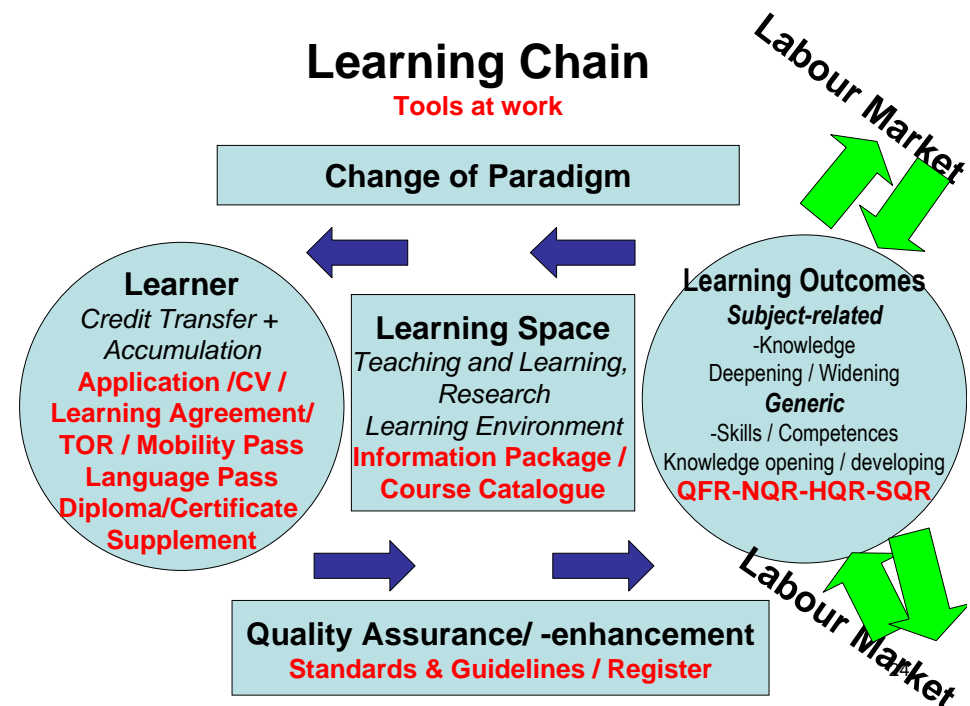 Learning Chain
Tools at work
Labour Market
Change of Paradigm
Learner
Credit Transfer +
Accumulation
Application /CV /
Learning Agreement/
TOR / Mobility Pass
Language Pass
Diploma/Certificate
Supplement
Learning Space
Teaching and Learning,
Research
Learning Environment
Information Package /
Course Catalogue
Learning Outcomes
Subject-related
-Knowledge
Deepening / Widening
Generic
-Skills / Competences
Knowledge opening / developing
QFR-NQR-HQR-SQR
Labour Market
Quality Assurance/ -enhancement
Standards & Guidelines / Register